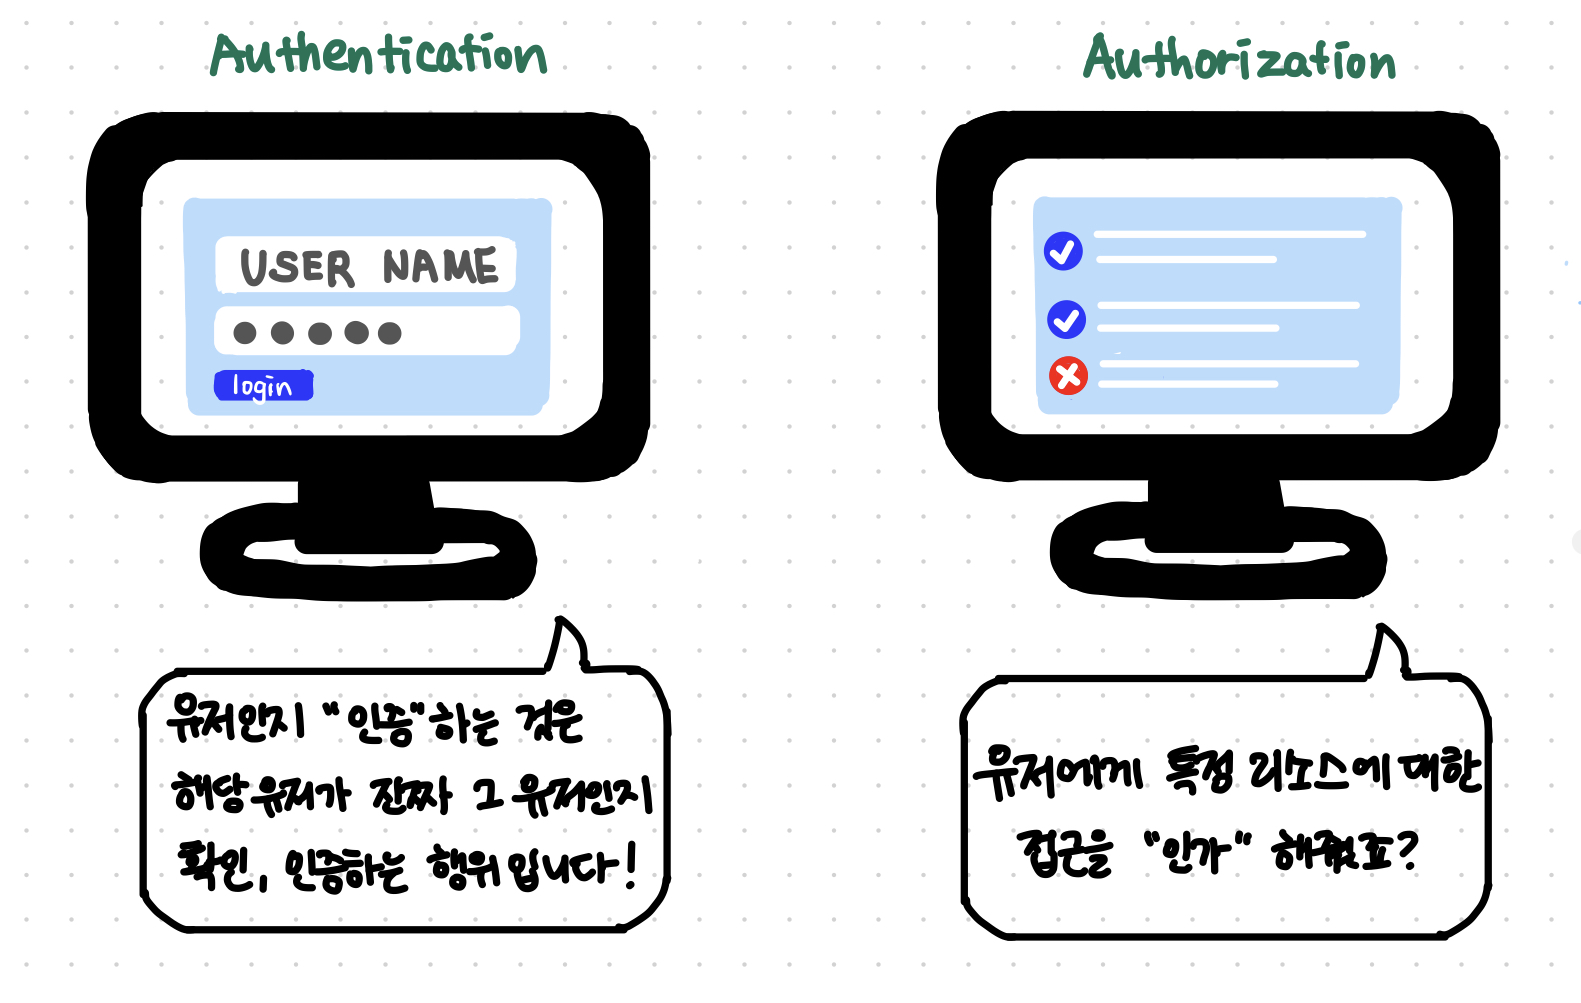 Authentication
USER NAME
login
유저인지 "인증"하는 것은
해당 유저가 진짜 그 유저인지
확인, 인증하는 행위입니다!
Authorization
유저에게 특정 리소스에 대한
접근을 "인가" 해줬죠?